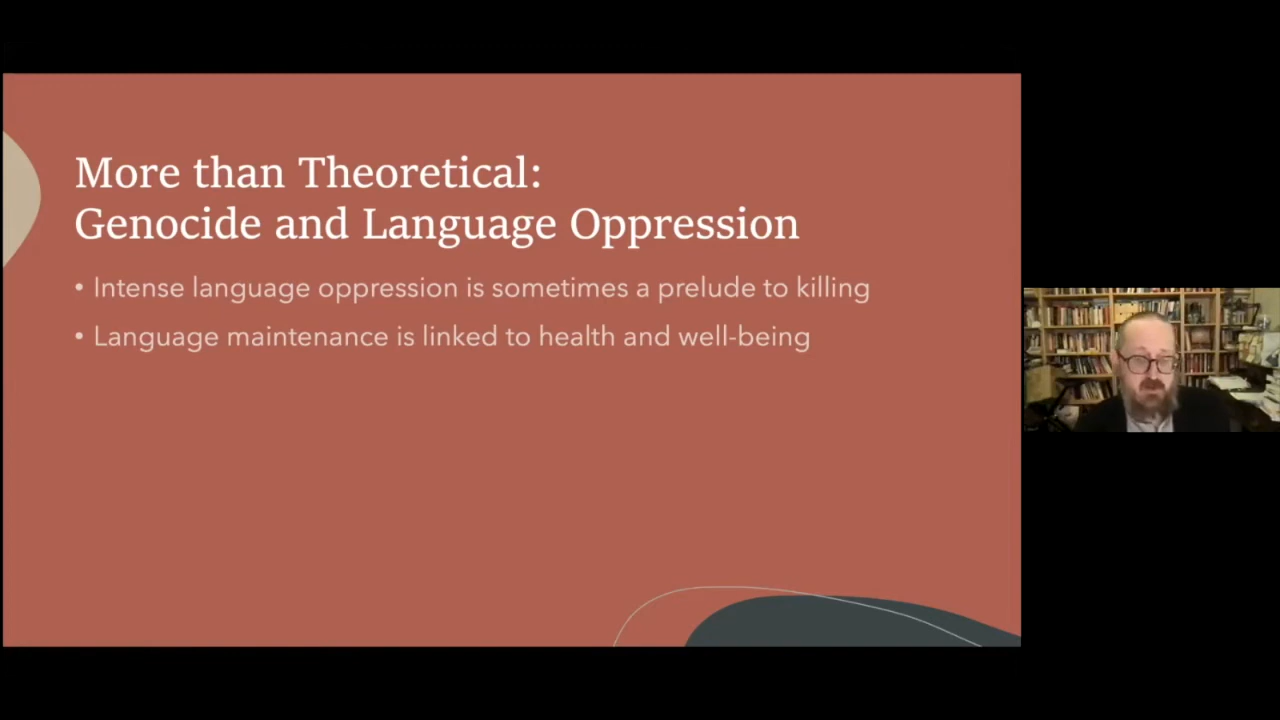 More than Theoretical:
Genocide and Language Oppression
• Intense language oppression is sometimes a prelude to killing
• Language maintenance is linked to health and well-being